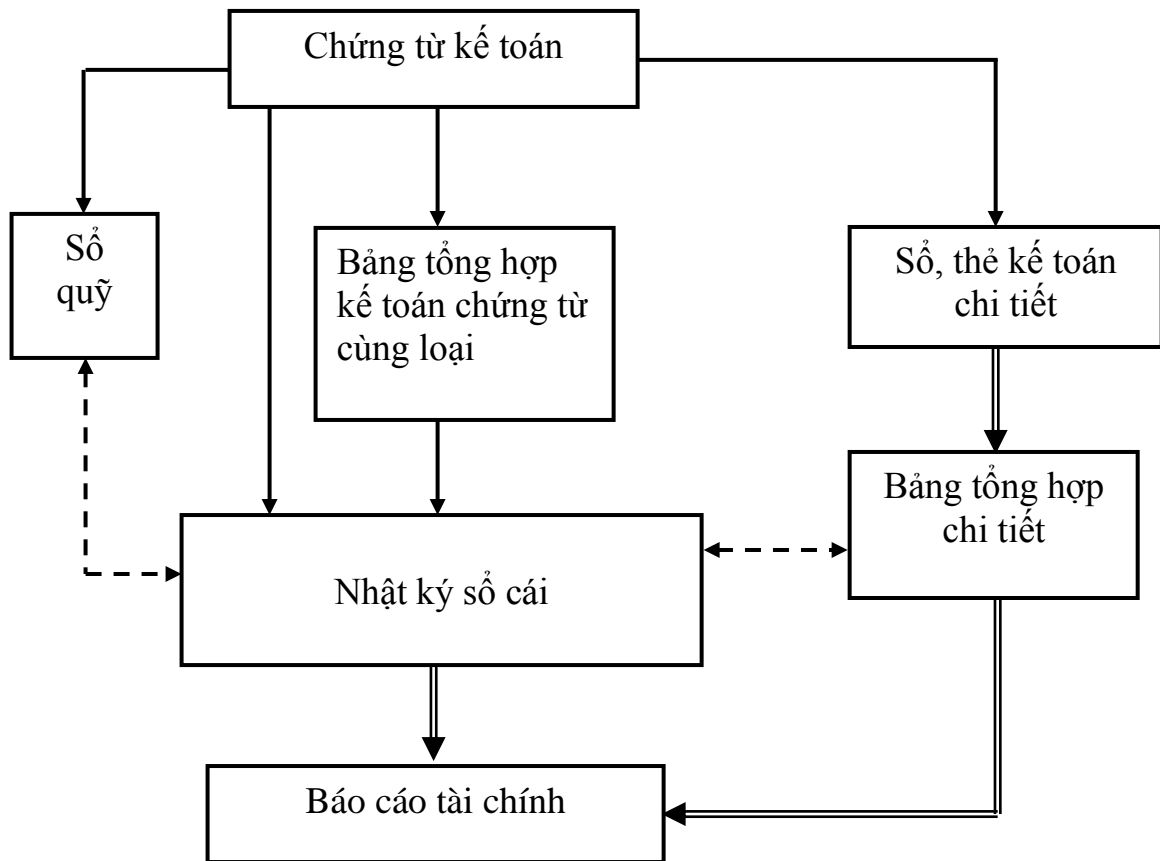 Chứng từ kế toán
Sổ
quỹ
Bảng tổng hợp
kế toán chứng từ
cùng loại
Sổ, thẻ kế toán
chi tiết
Bảng tổng hợp
chi tiết
Nhật ký sổ cái
Báo cáo tài chính